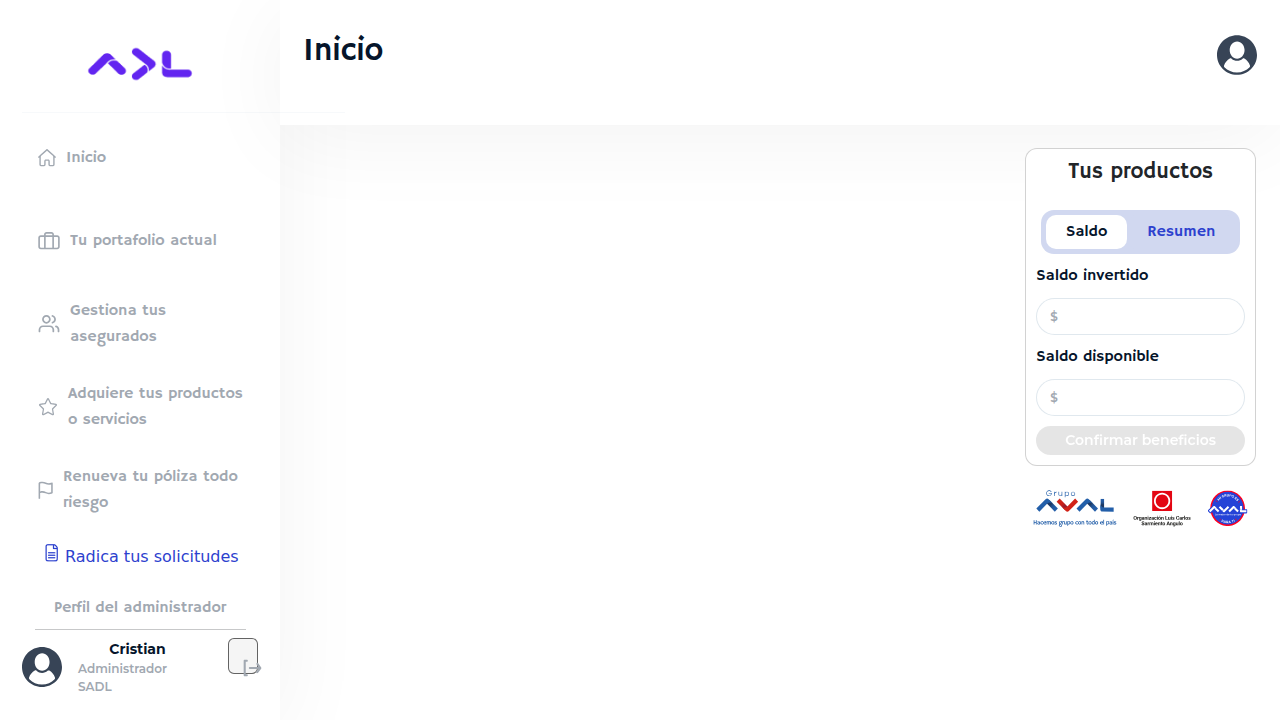 Inicio
Inicio
Tu portafolio actual
Gestiona tus
asegurados
Adquiere tus productos
o servicios
Renueva tu póliza todo
riesgo
Radica tus solicitudes
Perfil del administrador
Cristian
Administrador
SADL
Tus productos
Saldo
Resumen
Saldo invertido
$
Saldo disponible
$
Confirmar beneficios
Grupo
AVAL
Hacemos grupo con todo el país
Organización Luis Carlos
Sarmiento Angulo
AVAL